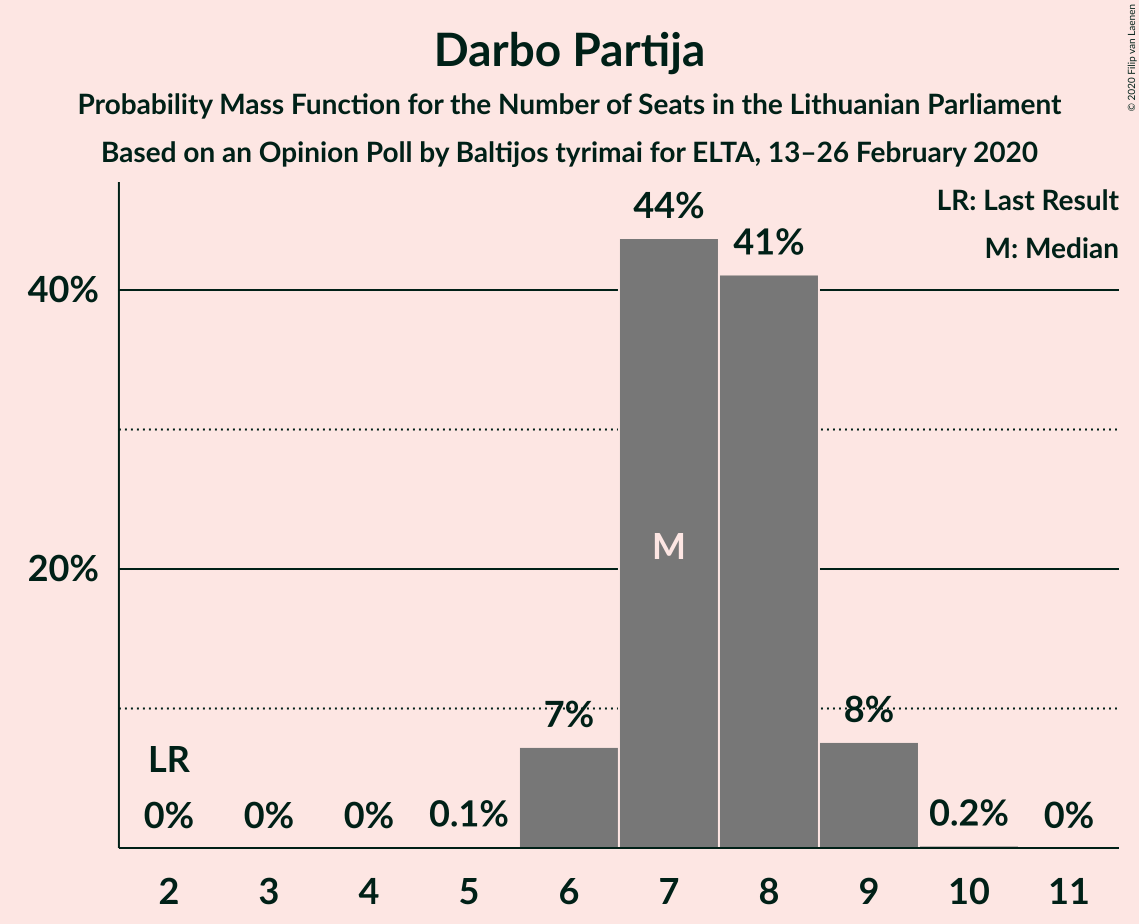 Darbo Partija
Probability Mass Function for the Number of Seats in the Lithuanian Parliament
Based on an Opinion Poll by Baltijos tyrimai for ELTA, 13–26 February 2020
© 2020 Filip van Laenen
LR: Last Result
M: Median
44%
41%
40%
M
20%
7%
8%
LR
0%
0%
0%
0.1%
0.2%
0%
2
3
4
5
6
7
8
9
10
11